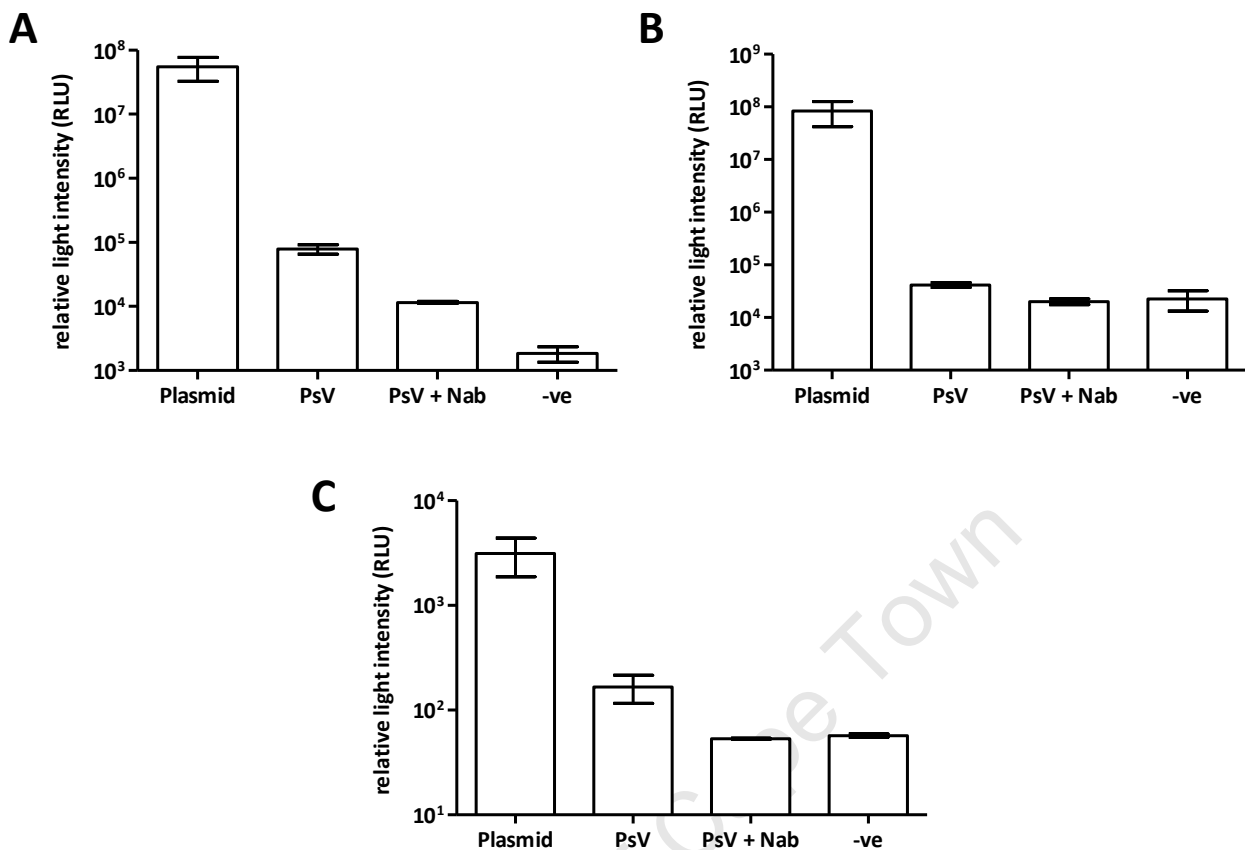 A
relative light intensity (RLU)
10⁸
10⁷
10⁶
10⁵
10⁴
10³
Plasmid PsV PsV + Nab -ve
B
relative light intensity (RLU)
10⁹
10⁸
10⁷
10⁶
10⁵
10⁴
10³
Plasmid PsV PsV + Nab -ve
C
relative light intensity (RLU)
10⁴
10³
10²
10¹
Plasmid PsV PsV + Nab -ve
Town